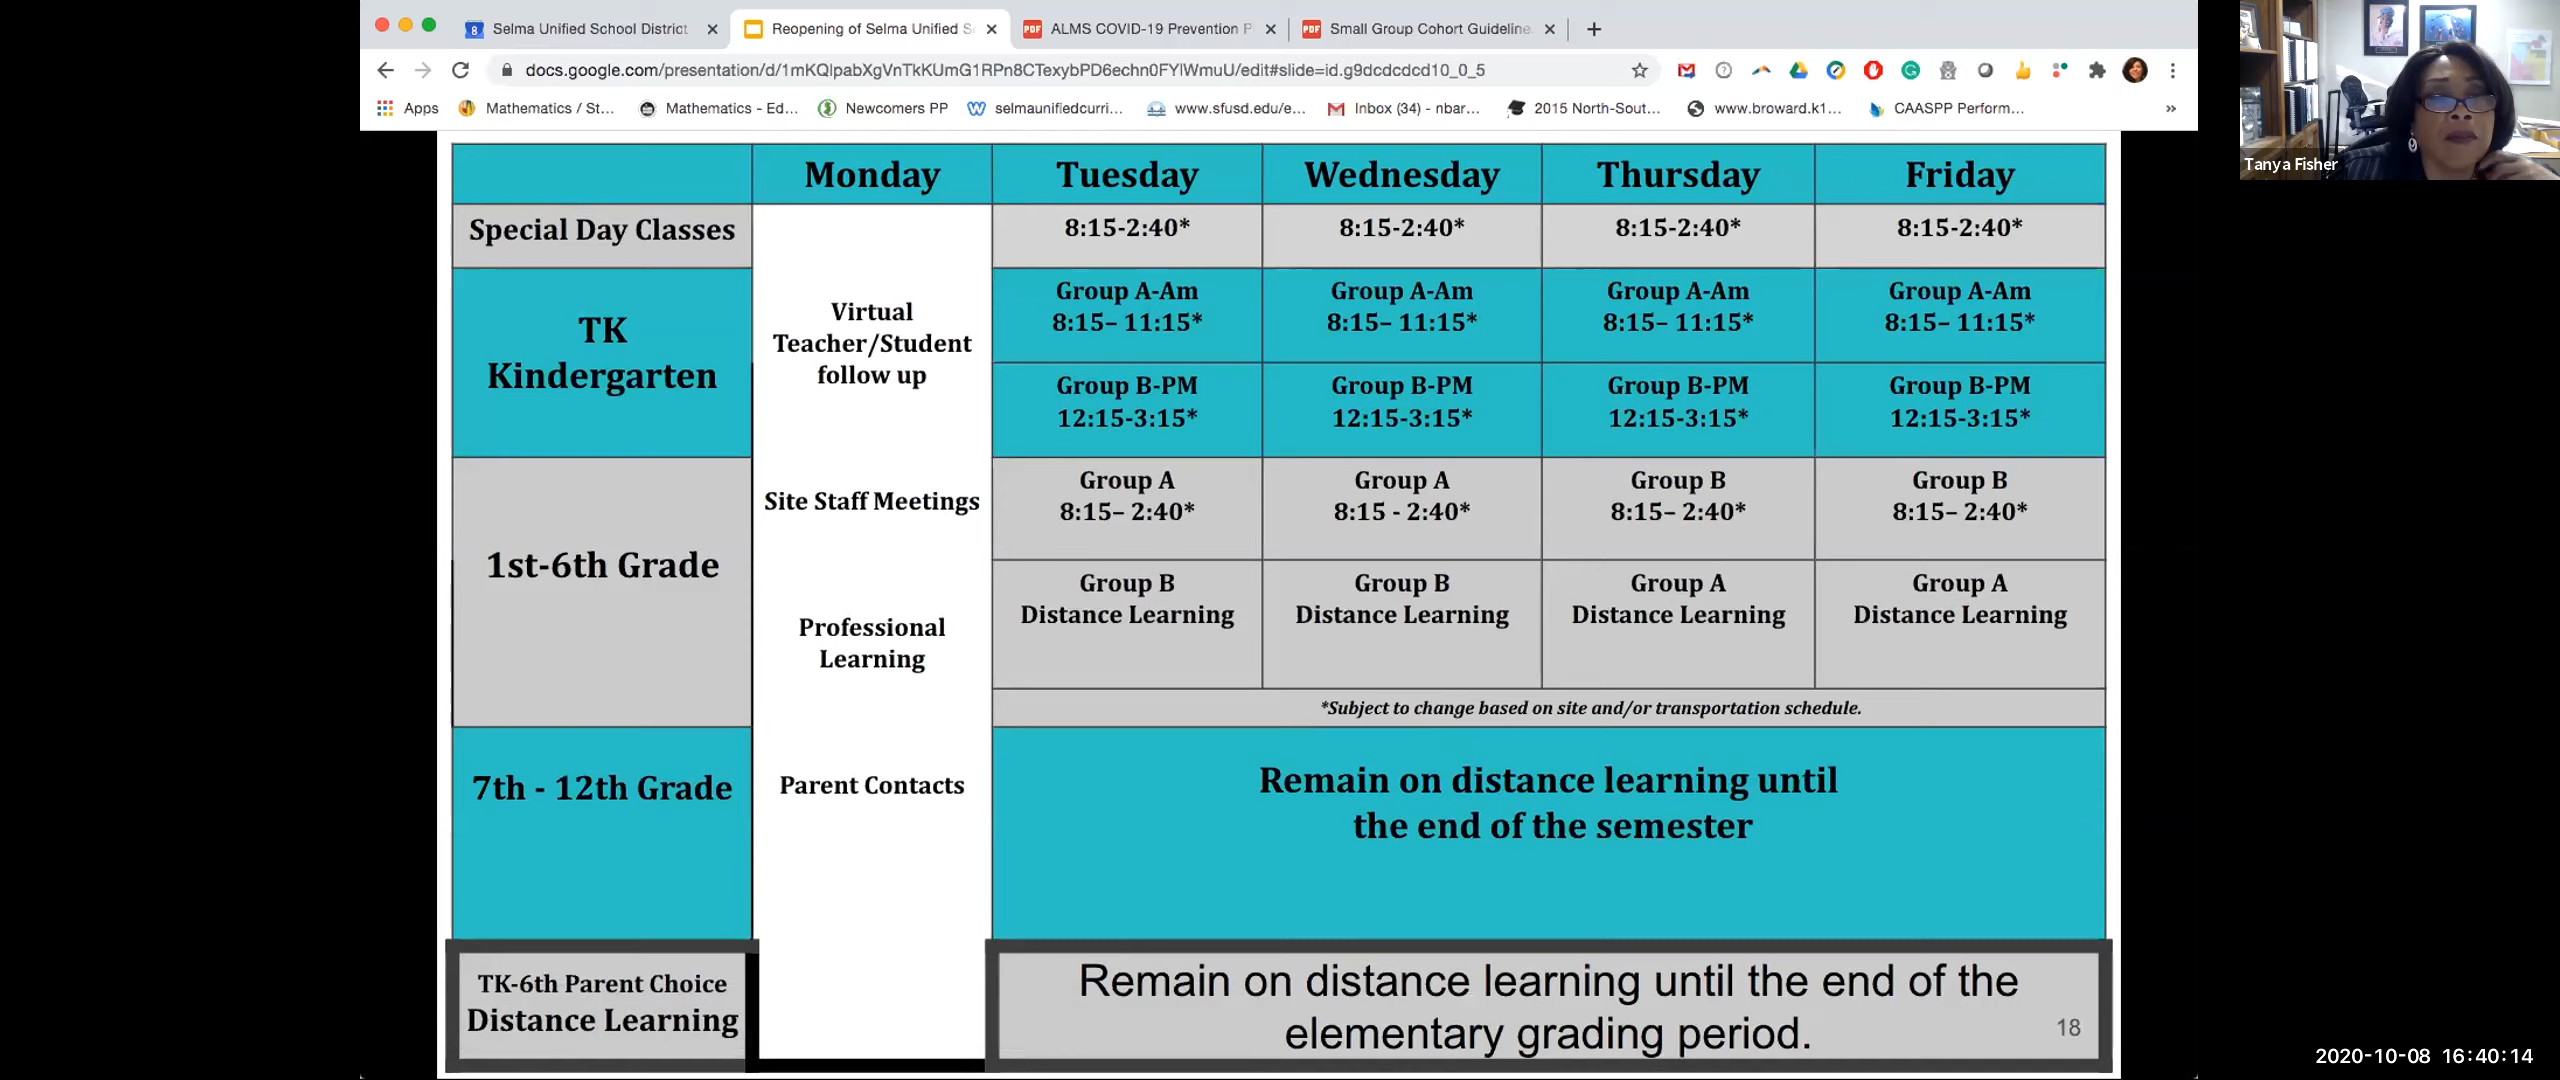 Selma Unified School District
Reopening of Selma Unified S
ALMS COVID-19 Prevention P
Small Group Cohort Guideline
docs.google.com/presentation/d/1mKQlpabXgVnTkKUmG1RPn8CTexybPD6echn0FYlWmuU/edit#slide=id.g9dcdcdcd10_0_5
Apps
Mathematics / St...
Mathematics - Ed...
Newcomers PP
selmaunifiedcurri...
www.sfusd.edu/e...
Inbox (34) - nbar...
2015 North-Sout...
www.broward.k1...
CAASPP Perform...
»
Tanya Fisher
Monday
Tuesday
Wednesday
Thursday
Friday
Special Day Classes
8:15-2:40*
8:15-2:40*
8:15-2:40*
8:15-2:40*
TK
Kindergarten
Virtual
Teacher/Student
follow up
Group A-Am
8:15– 11:15*
Group A-Am
8:15– 11:15*
Group A-Am
8:15– 11:15*
Group A-Am
8:15– 11:15*
Group B-PM
12:15-3:15*
Group B-PM
12:15-3:15*
Group B-PM
12:15-3:15*
Group B-PM
12:15-3:15*
1st-6th Grade
Site Staff Meetings
Professional
Learning
Group A
8:15– 2:40*
Group A
8:15 - 2:40*
Group B
8:15– 2:40*
Group B
8:15– 2:40*
Group B
Distance Learning
Group B
Distance Learning
Group A
Distance Learning
Group A
Distance Learning
*Subject to change based on site and/or transportation schedule.
7th - 12th Grade
Parent Contacts
Remain on distance learning until
the end of the semester
TK-6th Parent Choice
Distance Learning
Remain on distance learning until the end of the
elementary grading period.
18
2020-10-08 16:40:14